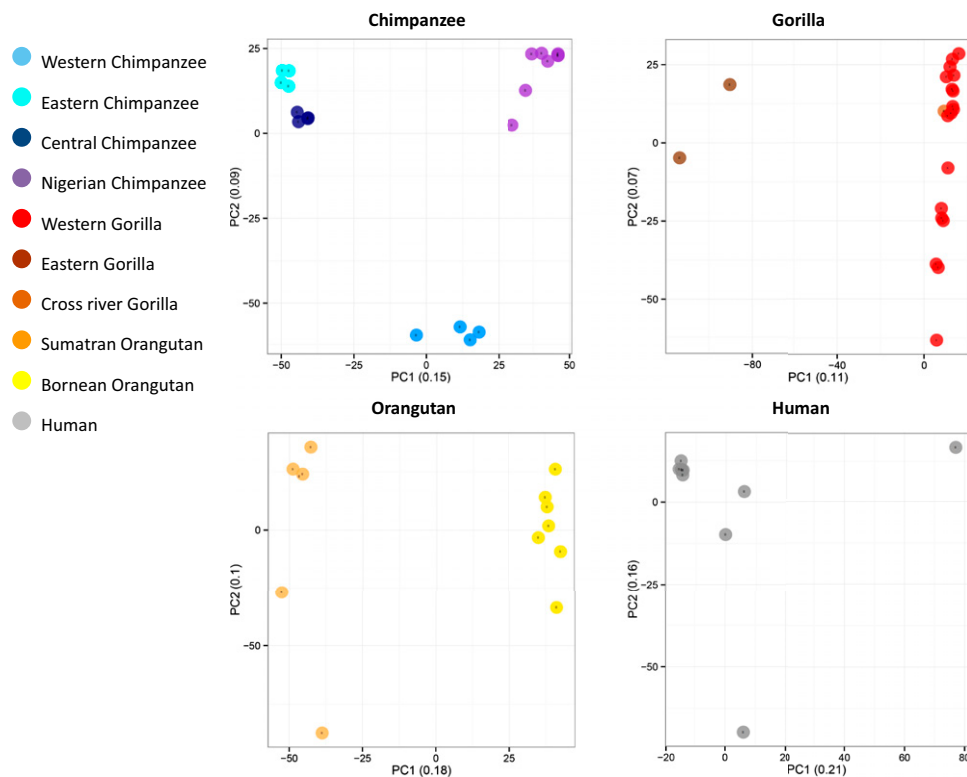 Chimpanzee
Gorilla
Western Chimpanzee
Eastern Chimpanzee
Central Chimpanzee
Nigerian Chimpanzee
Western Gorilla
Eastern Gorilla
Cross river Gorilla
Sumatran Orangutan
Bornean Orangutan
Human
25
0
−25
−50
PC2 (0.09)
−50
−25
0
25
50
PC1 (0.15)
25
0
−25
−50
PC2 (0.07)
−80
−40
0
PC1 (0.11)
Orangutan
Human
0
−50
PC2 (0.1)
−50
−25
0
25
PC1 (0.18)
0
−25
−50
PC2 (0.16)
−20
0
20
40
60
80
PC1 (0.21)